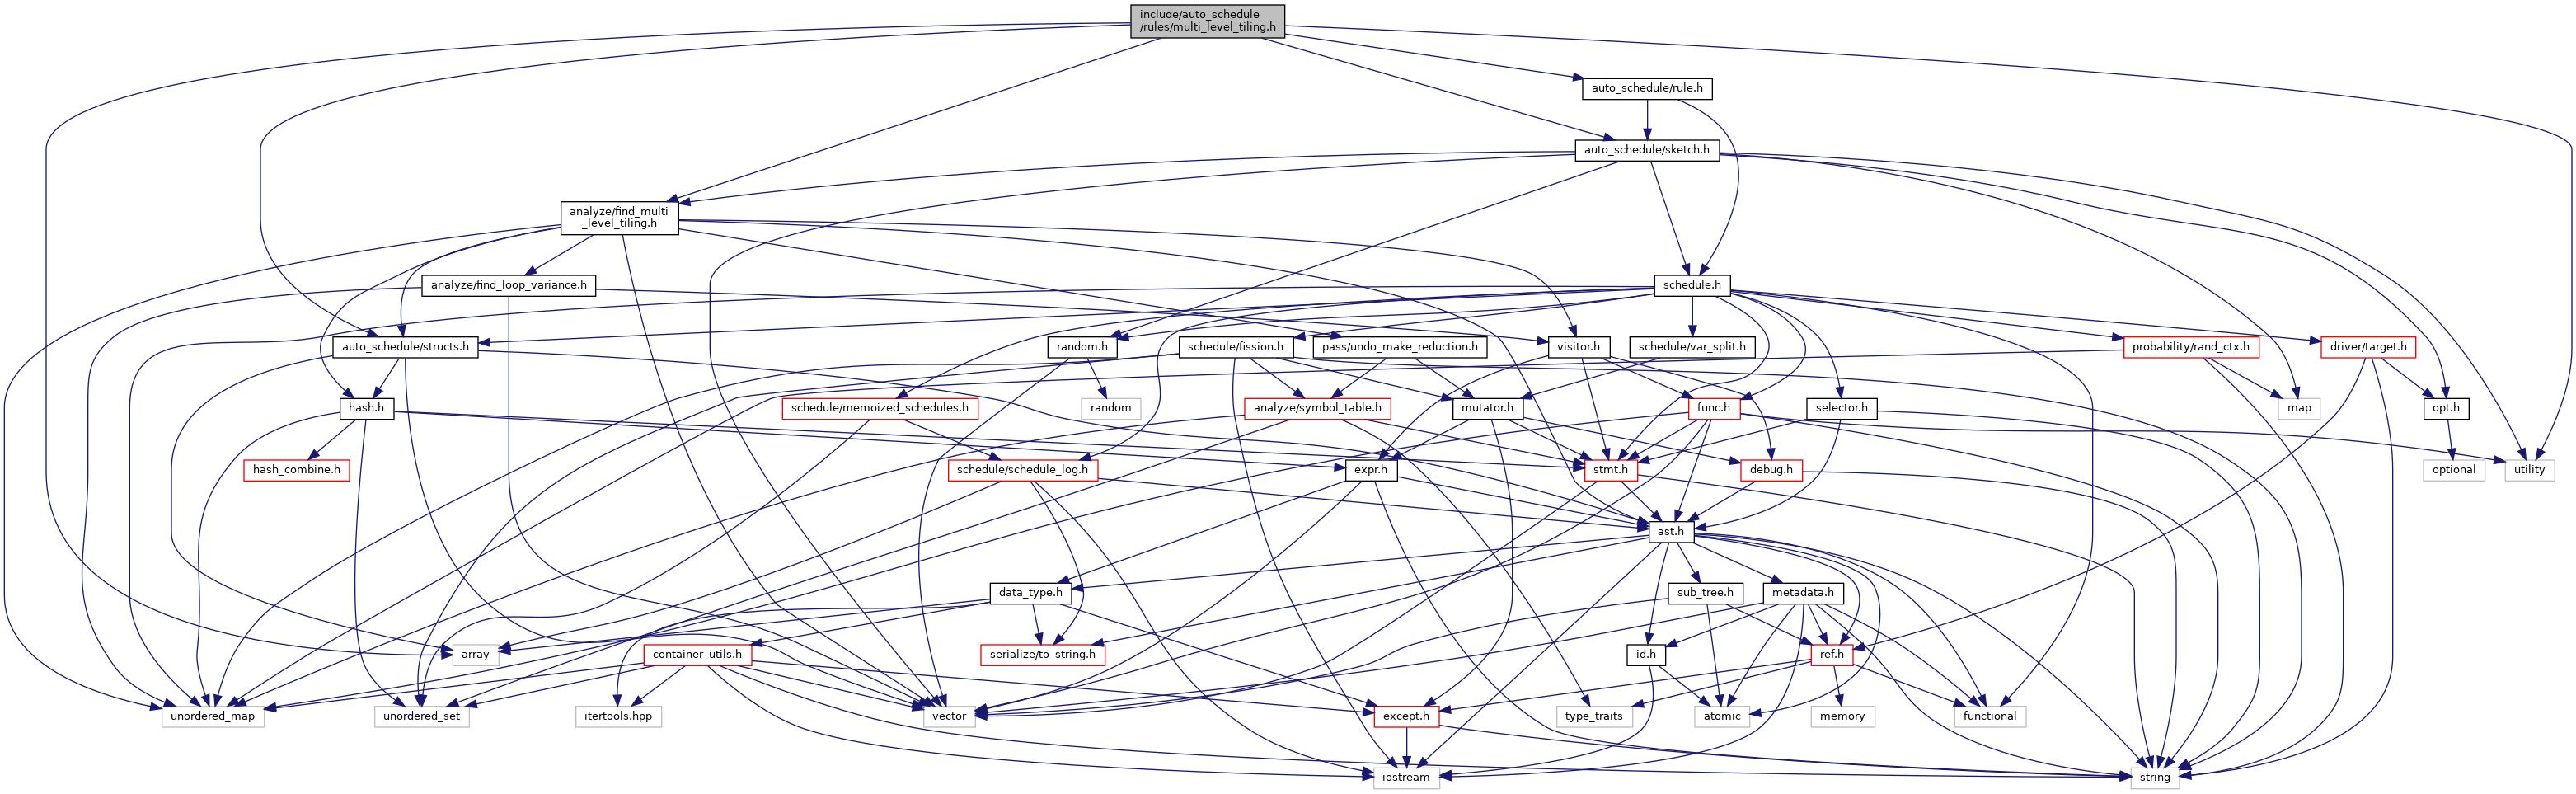 include/auto_schedule
/rules/multi_level_tiling.h
auto_schedule/rule.h
auto_schedule/sketch.h
analyze/find_multi
_level_tiling.h
analyze/find_loop_variance.h
schedule.h
auto_schedule/structs.h
random.h
schedule/fission.h
pass/undo_make_reduction.h
visitor.h
schedule/var_split.h
probability/rand_ctx.h
driver/target.h
hash.h
schedule/memoized_schedules.h
random
analyze/symbol_table.h
mutator.h
func.h
selector.h
map
opt.h
hash_combine.h
schedule/schedule_log.h
expr.h
stmt.h
debug.h
optional
utility
ast.h
data_type.h
sub_tree.h
metadata.h
array
container_utils.h
serialize/to_string.h
id.h
ref.h
unordered_map
unordered_set
itertools.hpp
vector
except.h
type_traits
atomic
memory
functional
iostream
string